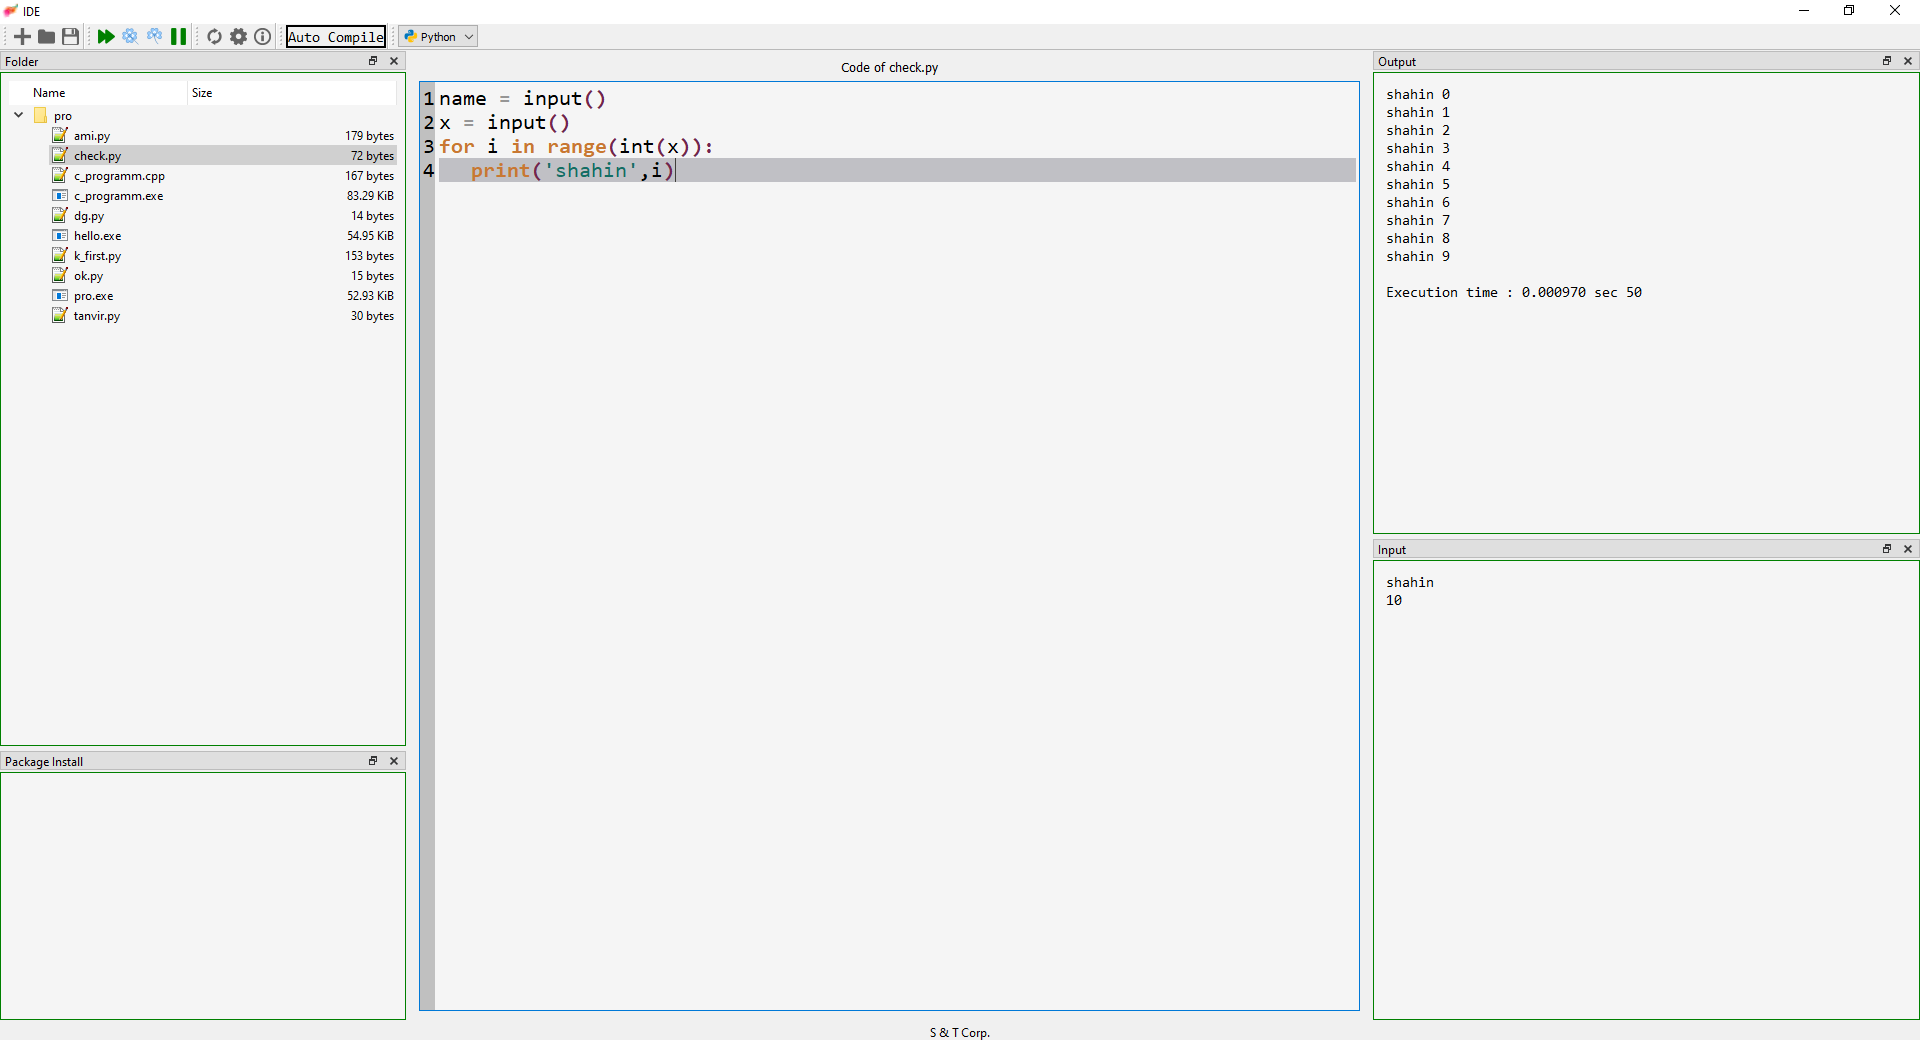 IDE
Auto Compile Python
Folder
Name Size
pro
ami.py 179 bytes
check.py 72 bytes
c_programm.cpp 167 bytes
c_programm.exe 83.29 KiB
dg.py 14 bytes
hello.exe 54.95 KiB
k_first.py 153 bytes
ok.py 15 bytes
pro.exe 52.93 KiB
tanvir.py 30 bytes
Package Install
Code of check.py
1 name = input()
2 x = input()
3 for i in range(int(x)):
4 print('shahin',i)
Output
shahin 0
shahin 1
shahin 2
shahin 3
shahin 4
shahin 5
shahin 6
shahin 7
shahin 8
shahin 9
Execution time : 0.000970 sec 50
Input
shahin
10
S & T Corp.